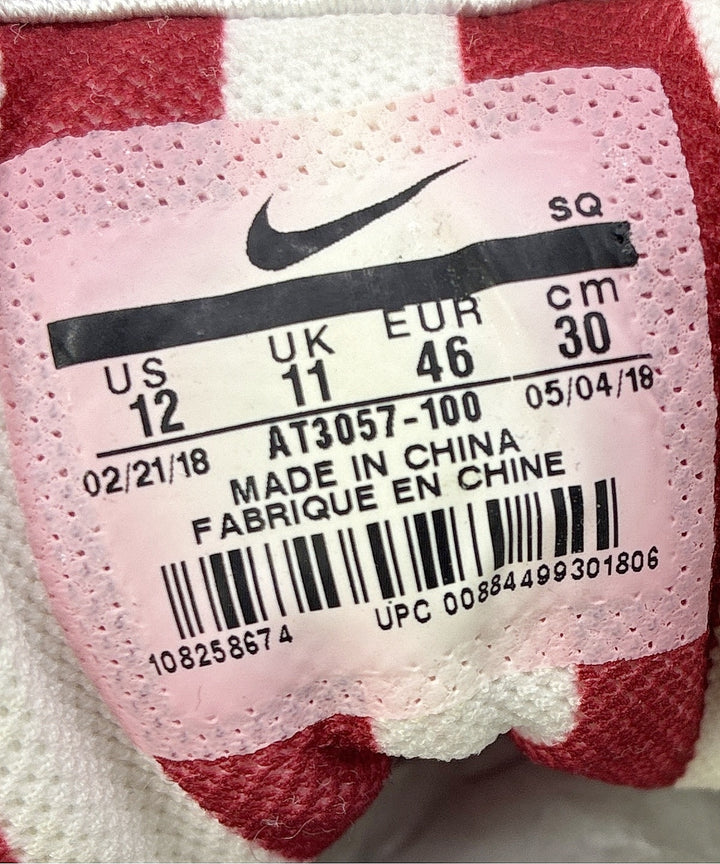 SQ
US UK EUR cm
12 11 46 30
02/21/18 AT3057-100 05/04/18
MADE IN CHINA
FABRIQUE EN CHINE
108258674 UPC 00884499301806